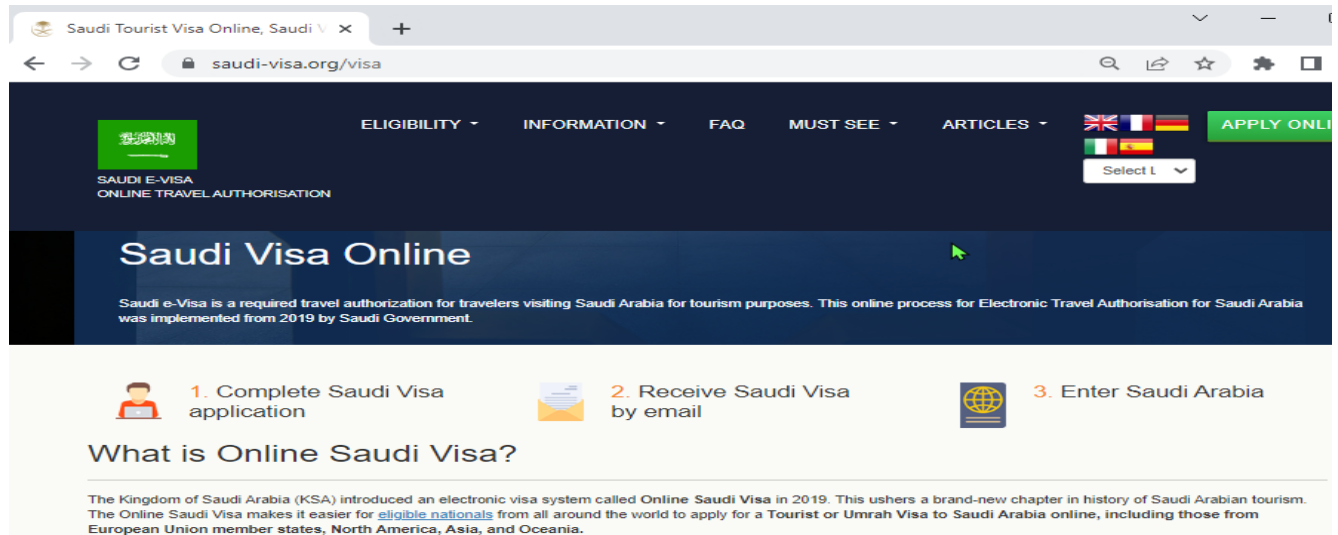 Saudi Tourist Visa Online, Saudi V
saudi-visa.org/visa
ELIGIBILITY INFORMATION FAQ MUST SEE ARTICLES APPLY ONLI
Select L
SAUDI E-VISA
ONLINE TRAVEL AUTHORISATION
Saudi Visa Online
Saudi e-Visa is a required travel authorization for travelers visiting Saudi Arabia for tourism purposes. This online process for Electronic Travel Authorisation for Saudi Arabia
was implemented from 2019 by Saudi Government.
1. Complete Saudi Visa
application
2. Receive Saudi Visa
by email
3. Enter Saudi Arabia
What is Online Saudi Visa?
The Kingdom of Saudi Arabia (KSA) introduced an electronic visa system called Online Saudi Visa in 2019. This ushers a brand-new chapter in history of Saudi Arabian tourism.
The Online Saudi Visa makes it easier for eligible nationals from all around the world to apply for a Tourist or Umrah Visa to Saudi Arabia online, including those from
European Union member states, North America, Asia, and Oceania.